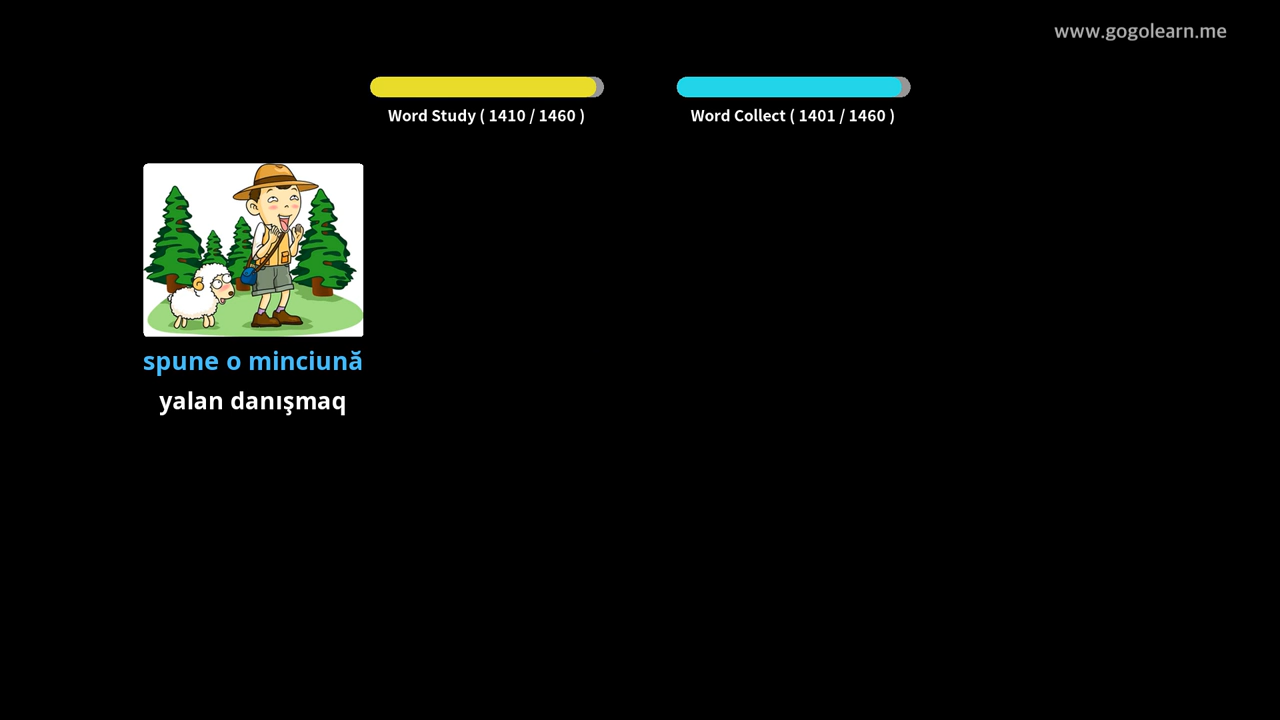 www.gogolearn.me
Word Study ( 1410 / 1460 )
Word Collect ( 1401 / 1460 )
spune o minciună
yalan danışmaq